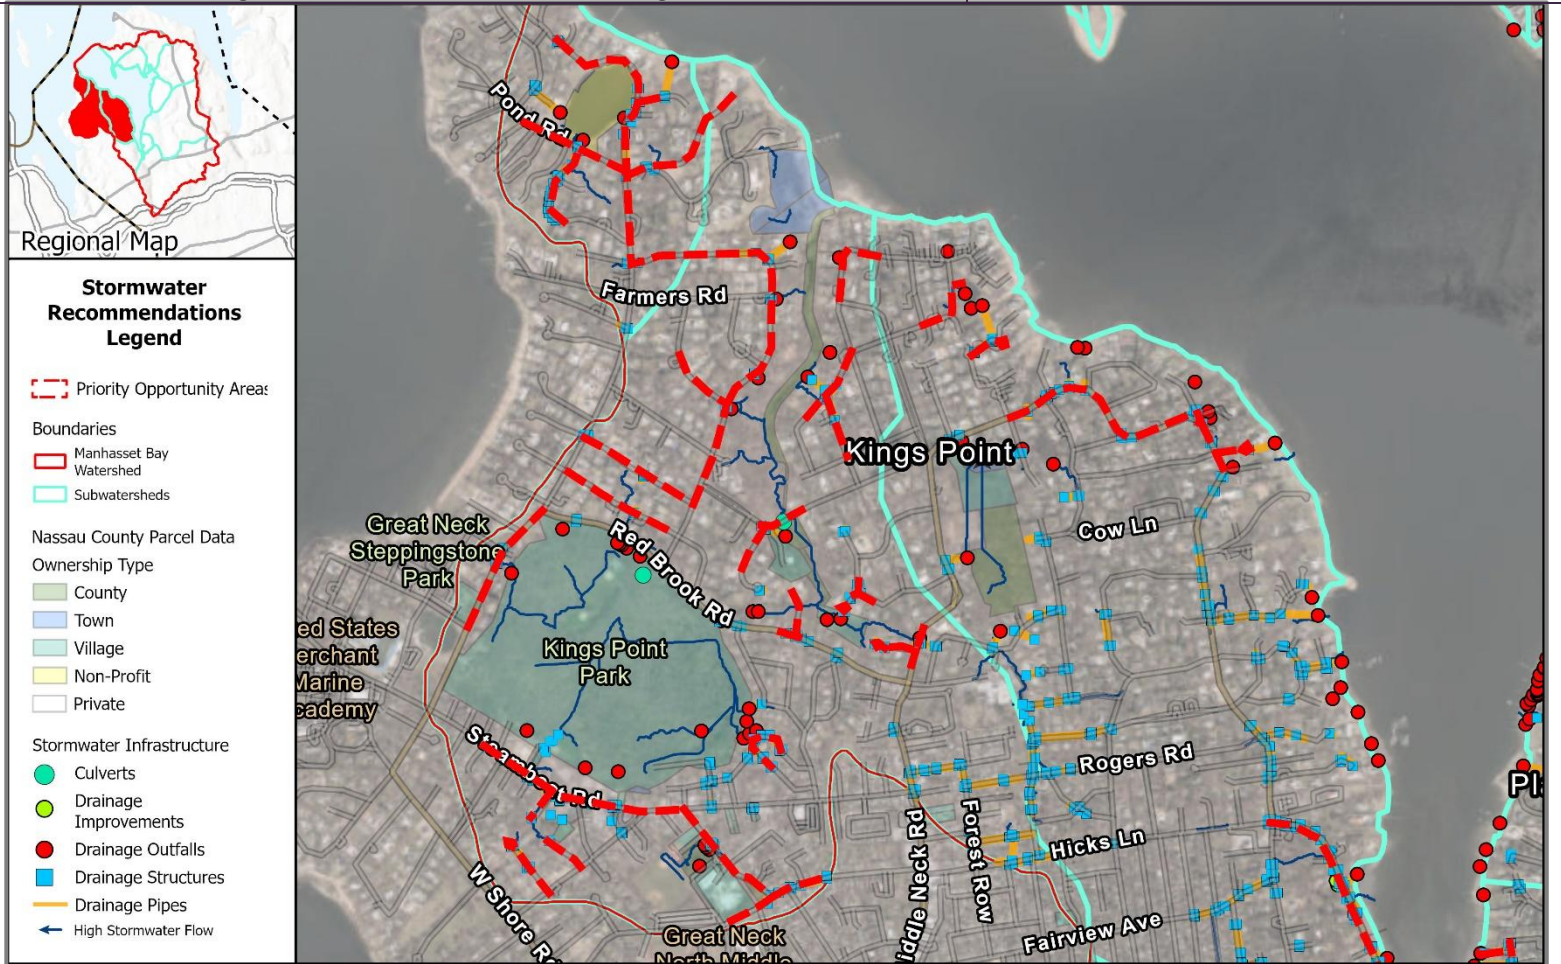 Regional Map
Stormwater
Recommendations
Legend
Priority Opportunity Areas
Boundaries
Manhasset Bay
Watershed
Subwatersheds
Nassau County Parcel Data
Ownership Type
County
Town
Village
Non-Profit
Private
Stormwater Infrastructure
Culverts
Drainage
Improvements
Drainage Outfalls
Drainage Structures
Drainage Pipes
High Stormwater Flow
Pond Rd
Farmers Rd
Kings Point
Great Neck
Steppingstone
Park
Red Brook Rd
Cow Ln
ed States
erchant
Marine
cademy
Kings Point
Park
Steamboat Rd
Rogers Rd
Pl
Hicks Ln
Forest Row
iddle Neck Rd
W Shore Rd
Fairview Ave
Great Neck
North Middle